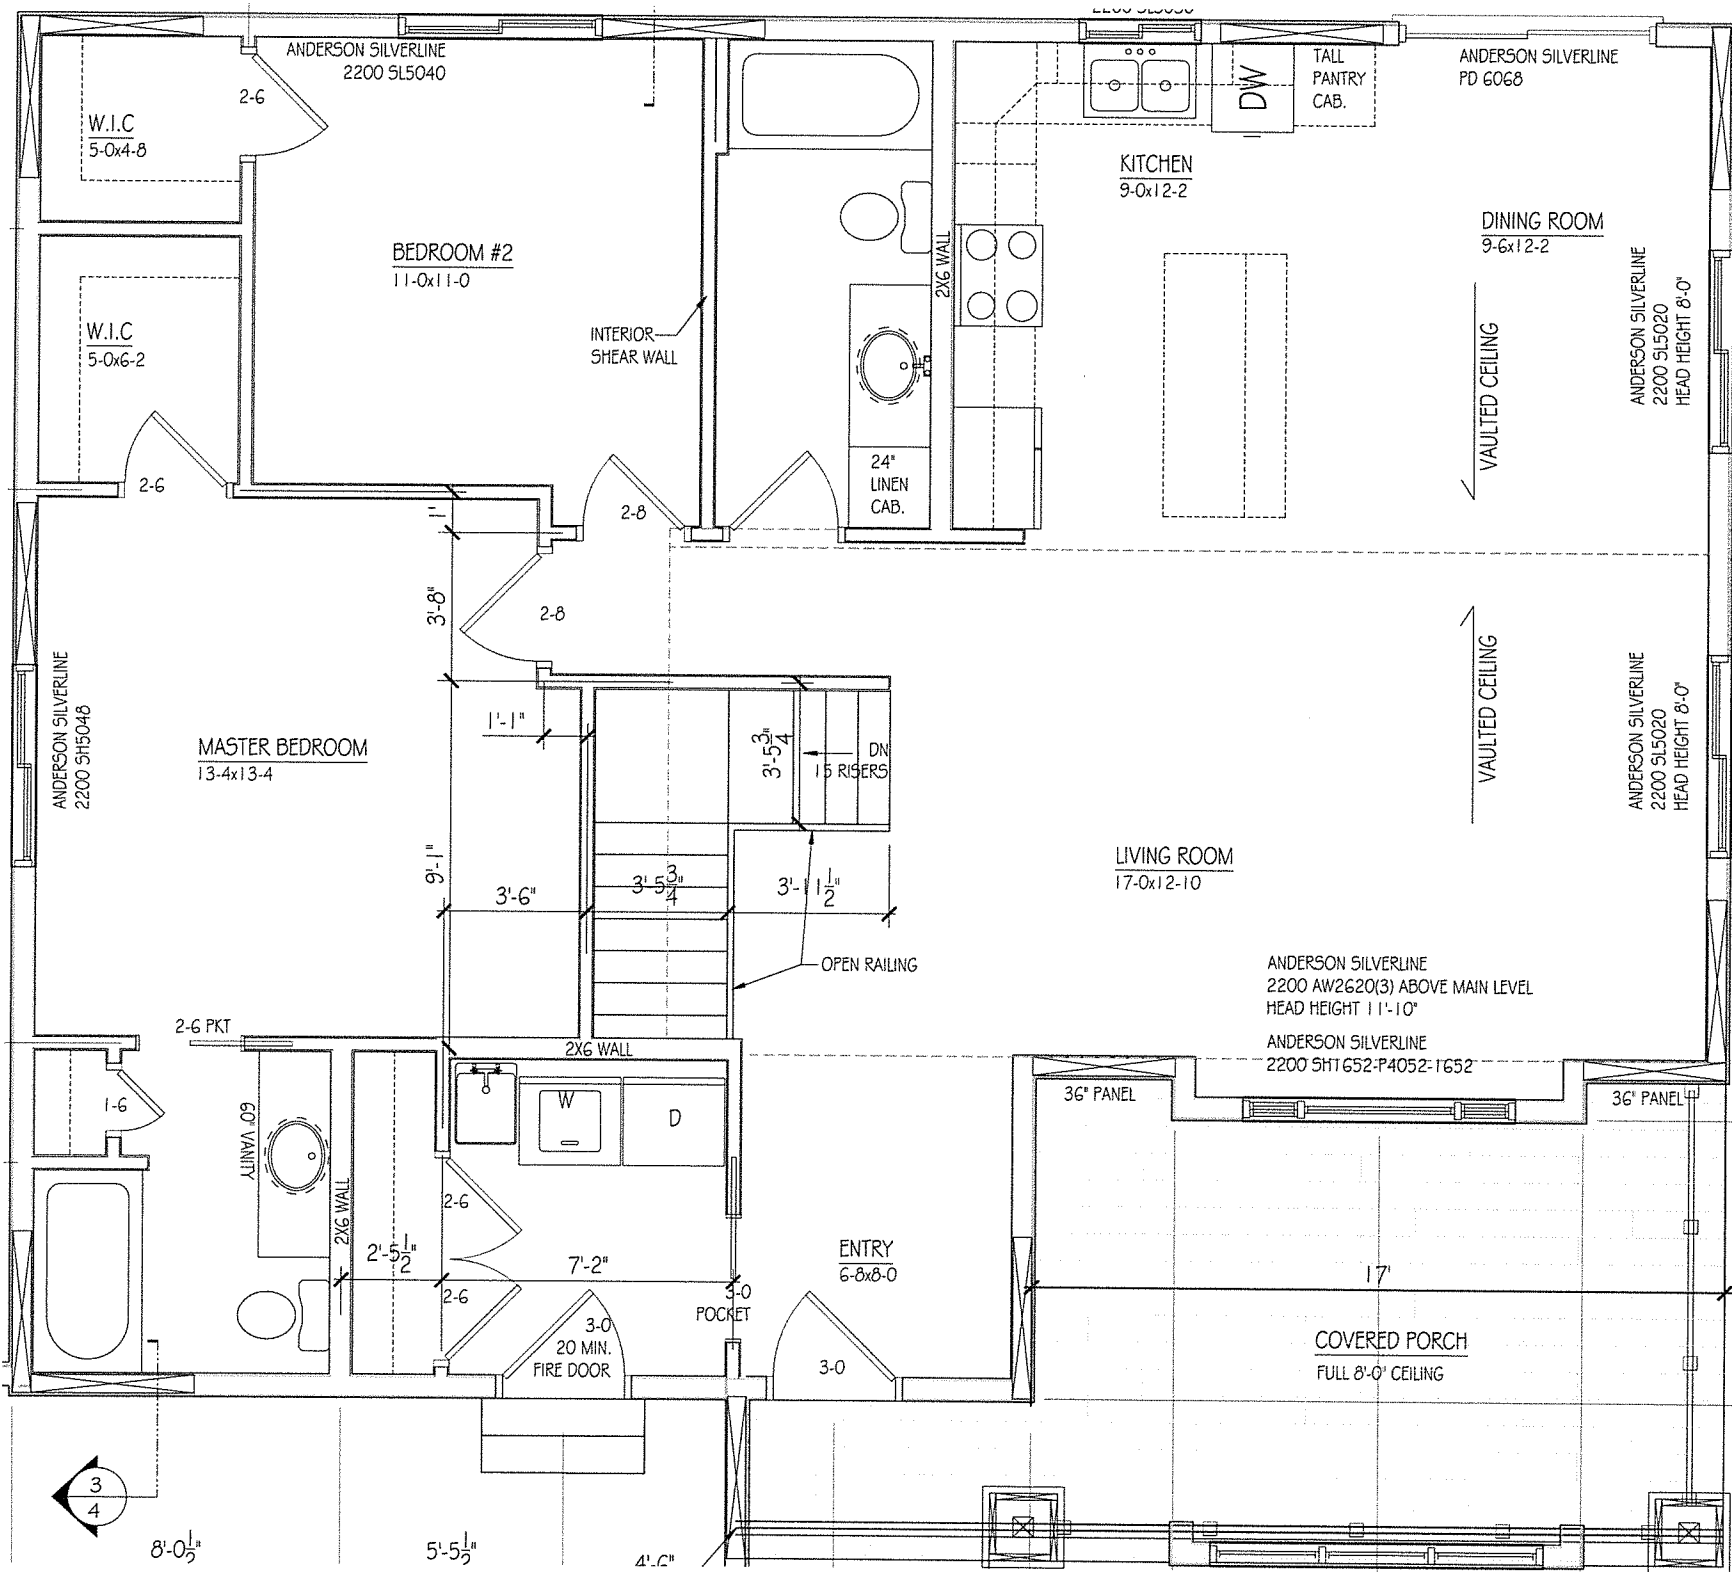 2200 SL5050
ANDERSON SILVERLINE
2200 SL5040
TALL
PANTRY
CAB.
ANDERSON SILVERLINE
PD 6068
DW
2-6
W.I.C
5-0x4-8
KITCHEN
9-0x12-2
DINING ROOM
9-6x12-2
BEDROOM #2
11-0x11-0
2X6 WALL
ANDERSON SILVERLINE
2200 SL5020
HEAD HEIGHT 8'-0"
W.I.C
5-0x6-2
INTERIOR
SHEAR WALL
VAULTED CEILING
24"
LINEN
CAB.
2-6
2-8
1'
3'-8"
2-8
ANDERSON SILVERLINE
2200 SH5048
VAULTED CEILING
ANDERSON SILVERLINE
2200 SL5020
HEAD HEIGHT 8'-0"
MASTER BEDROOM
13-4x13-4
1'-1"
3'-5 3/4
DN
15 RISERS
9'-1"
3'-6"
3'-5 3/4"
3'-11 1/2"
LIVING ROOM
17-0x12-10
OPEN RAILING
ANDERSON SILVERLINE
2200 AW2620(3) ABOVE MAIN LEVEL
HEAD HEIGHT 11'-10"
ANDERSON SILVERLINE
2200 SH1652-P4052-1652
2-6 PKT
2X6 WALL
36" PANEL
36" PANEL
1-6
60" VANITY
W
D
2X6 WALL
2-6
2'-5 1/2"
7'-2"
ENTRY
6-8x8-0
17'
2-6
3-0
POCKET
3-0
20 MIN.
FIRE DOOR
3-0
COVERED PORCH
FULL 8'-0" CEILING
3
4
8'-0 1/2"
5'-5 1/2"
4'-6"